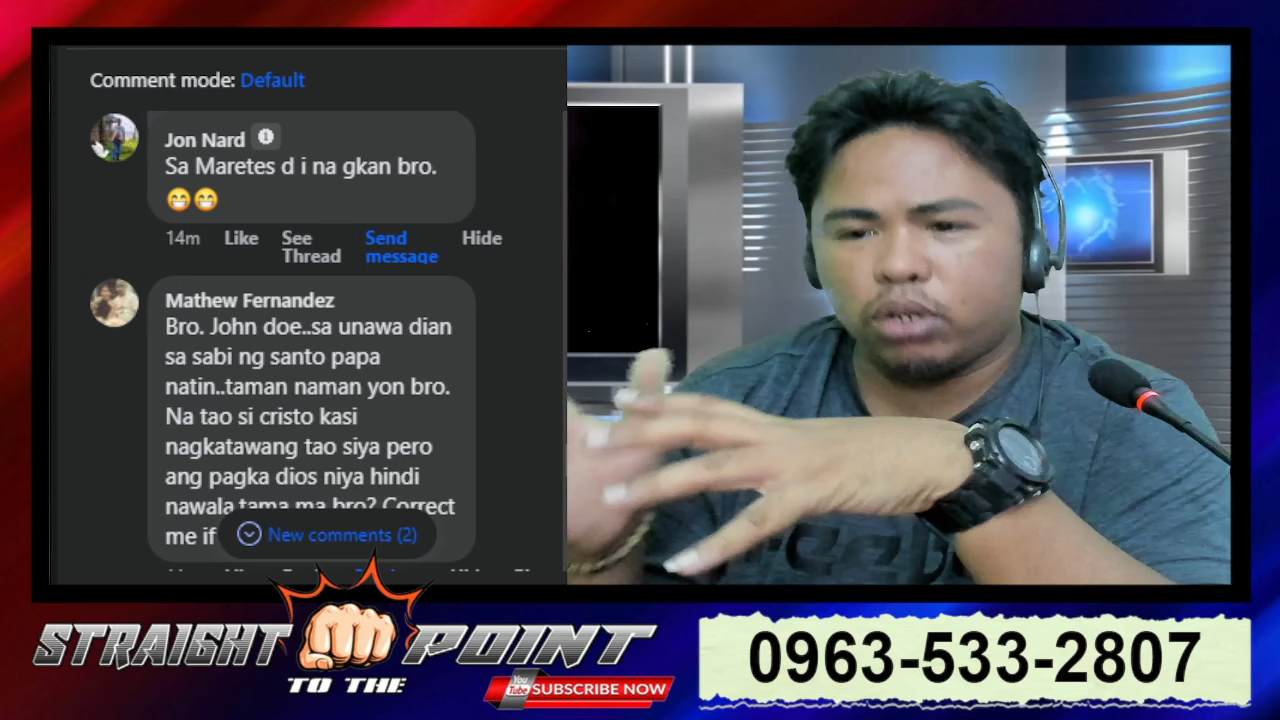 Comment mode: Default
Jon Nard
Sa Maretes d i na gkan bro.
😁😁
14m Like See Thread Send message Hide
Mathew Fernandez
Bro. John doe..sa unawa dian
sa sabi ng santo papa
natin..taman naman yon bro.
Na tao si cristo kasi
nagkatawang tao siya pero
ang pagka dios niya hindi
nawala tama ma bro? Correct
me if
New comments (2)
STRAIGHT
TO THE
POINT
You
Tube
SUBSCRIBE NOW
0963-533-2807